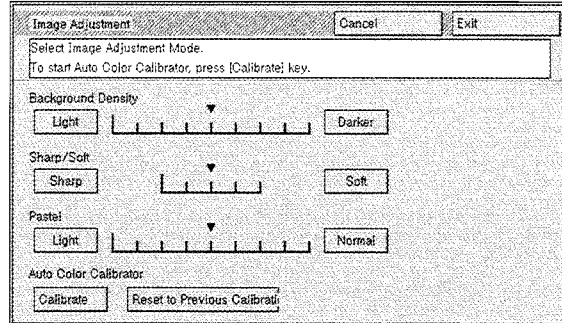 Image Adjustment Cancel Exit
Select Image Adjustment Mode.
To start Auto Color Calibrator, press [Calibrate] key.
Background Density
Light Darker
Sharp/Soft
Sharp Soft
Pastel
Light Normal
Auto Color Calibrator
Calibrate Reset to Previous Calibrati